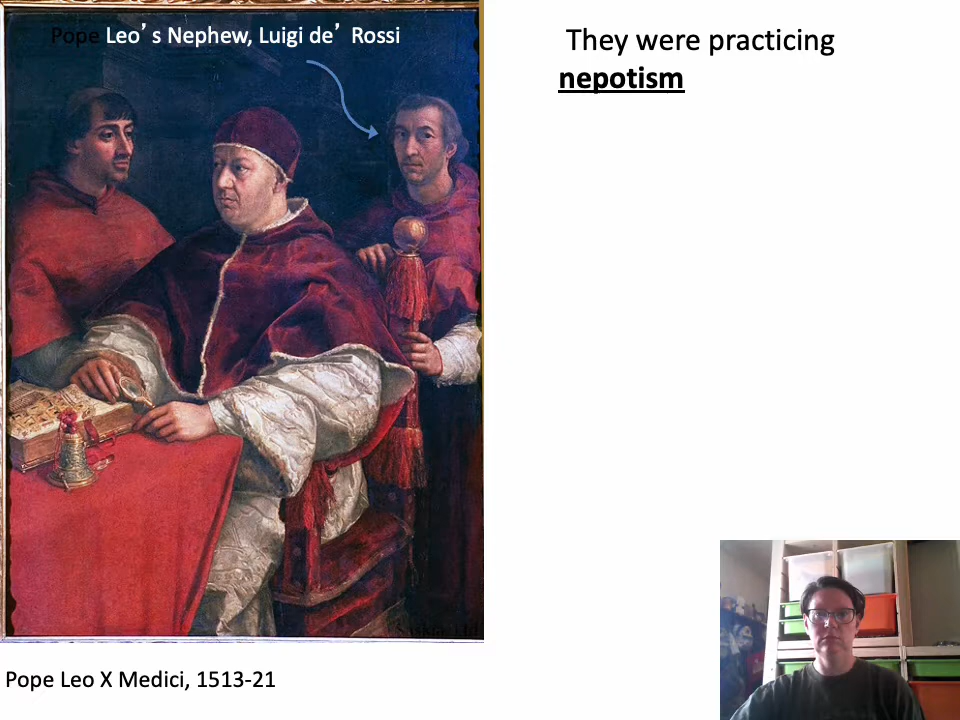 Pope Leo’s Nephew, Luigi de’ Rossi
They were practicing
nepotism
Pope Leo X Medici, 1513-21